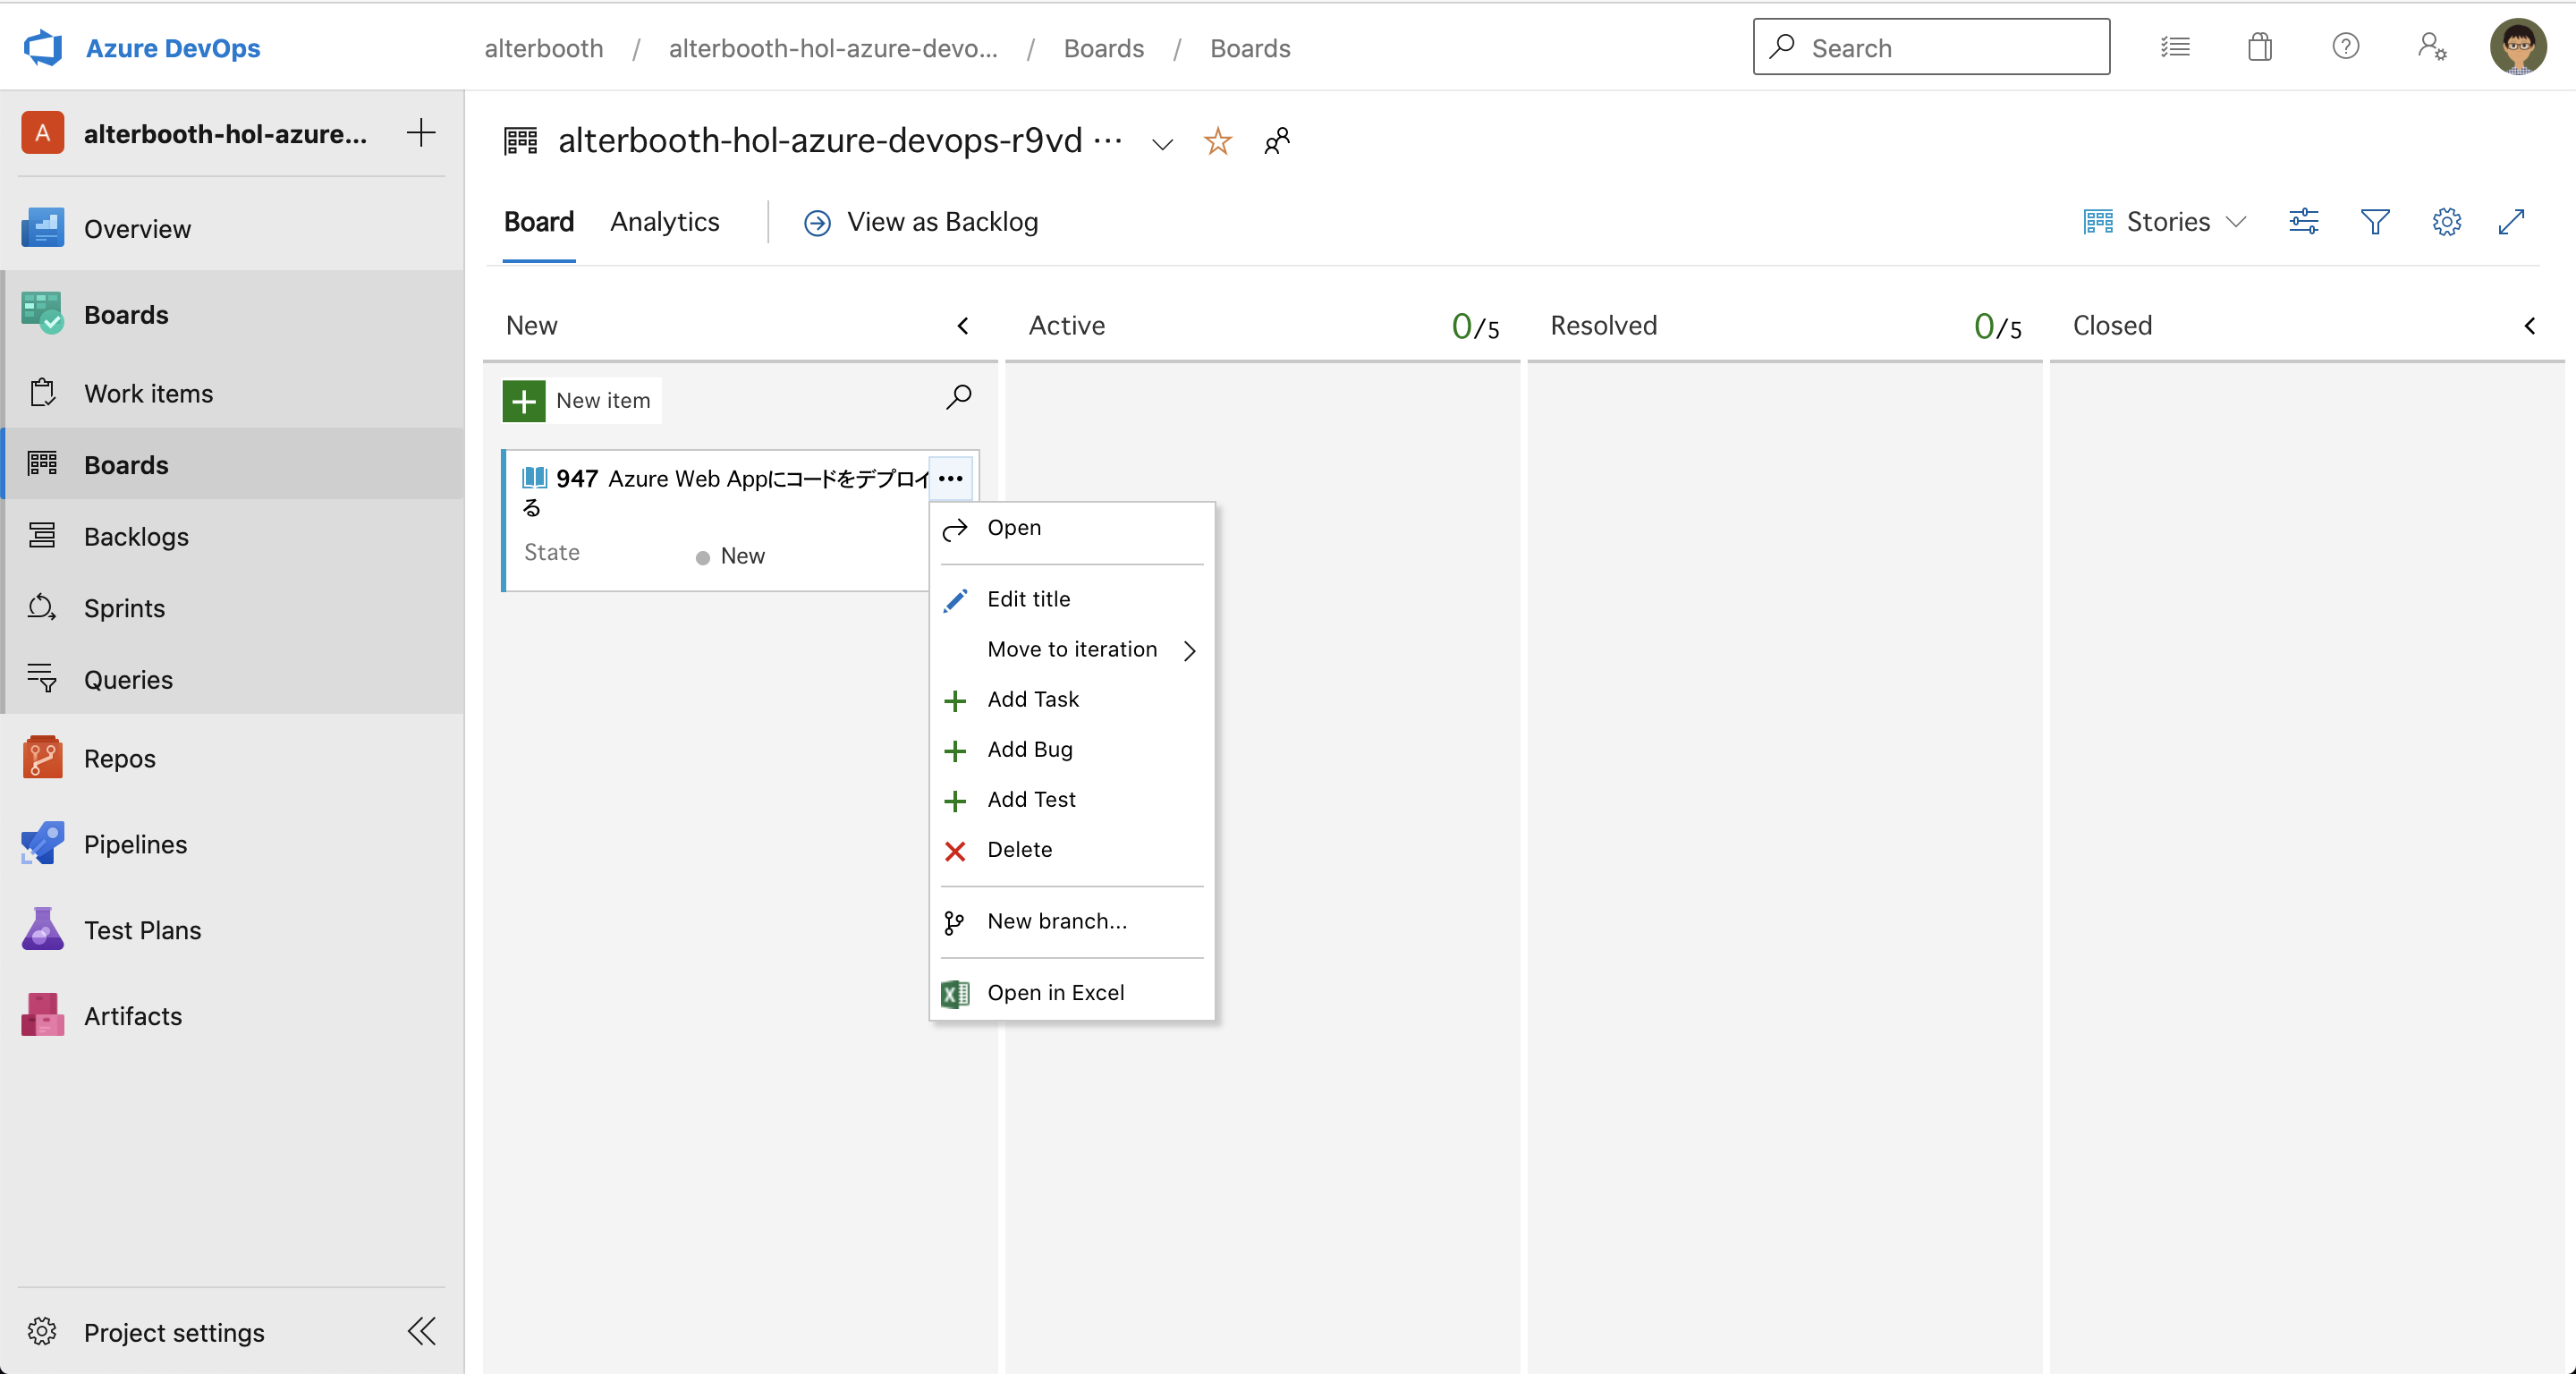 Azure DevOps
alterbooth / alterbooth-hol-azure-devo... / Boards / Boards
Search
A alterbooth-hol-azure...
Overview
Boards
Work items
Boards
Backlogs
Sprints
Queries
Repos
Pipelines
Test Plans
Artifacts
Project settings
alterbooth-hol-azure-devops-r9vd ...
Board Analytics View as Backlog
Stories
New Active 0/5 Resolved 0/5 Closed
New item
947 Azure Web Appにコードをデプロイ
る
State New
Open
Edit title
Move to iteration
Add Task
Add Bug
Add Test
Delete
New branch...
Open in Excel